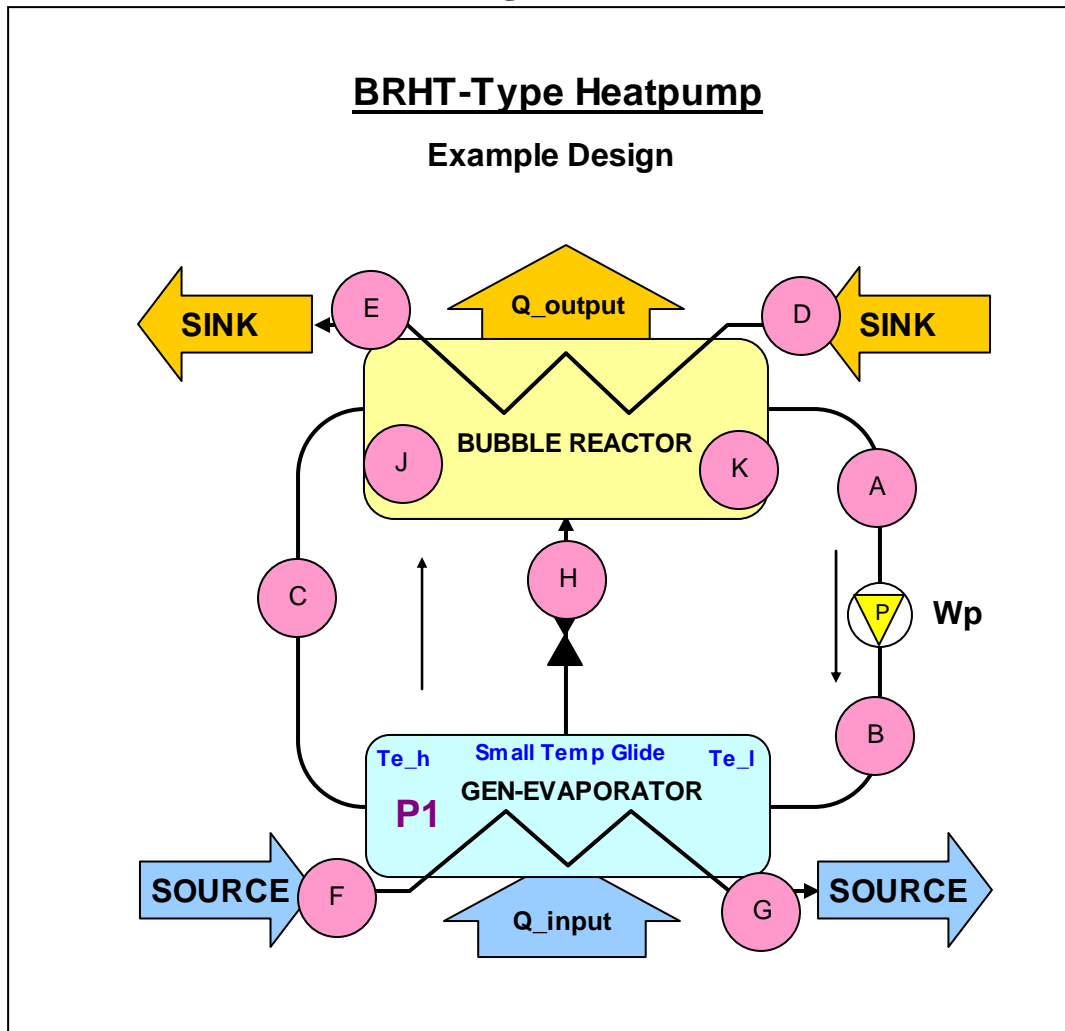 BRHT-Type Heatpump
Example Design
Q_output
E
D
SINK
SINK
BUBBLE REACTOR
J
K
A
H
C
P
Wp
B
Te_h
Small Temp Glide
Te_l
GEN-EVAPORATOR
P1
SOURCE
F
G
SOURCE
Q_input